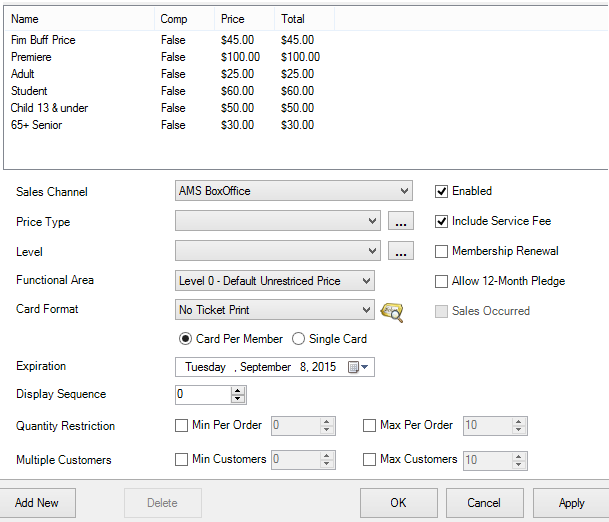 Name Comp Price Total
Fim Buff Price False $45.00 $45.00
Premiere False $100.00 $100.00
Adult False $25.00 $25.00
Student False $60.00 $60.00
Child 13 & under False $50.00 $50.00
65+ Senior False $30.00 $30.00
Sales Channel AMS BoxOffice Enabled
Price Type ... Include Service Fee
Level ... Membership Renewal
Functional Area Level 0 - Default Unrestriced Price Allow 12-Month Pledge
Card Format No Ticket Print Sales Occurred
Card Per Member Single Card
Expiration Tuesday , September 8, 2015
Display Sequence 0
Quantity Restriction Min Per Order 0 Max Per Order 10
Multiple Customers Min Customers 0 Max Customers 10
Add New Delete OK Cancel Apply